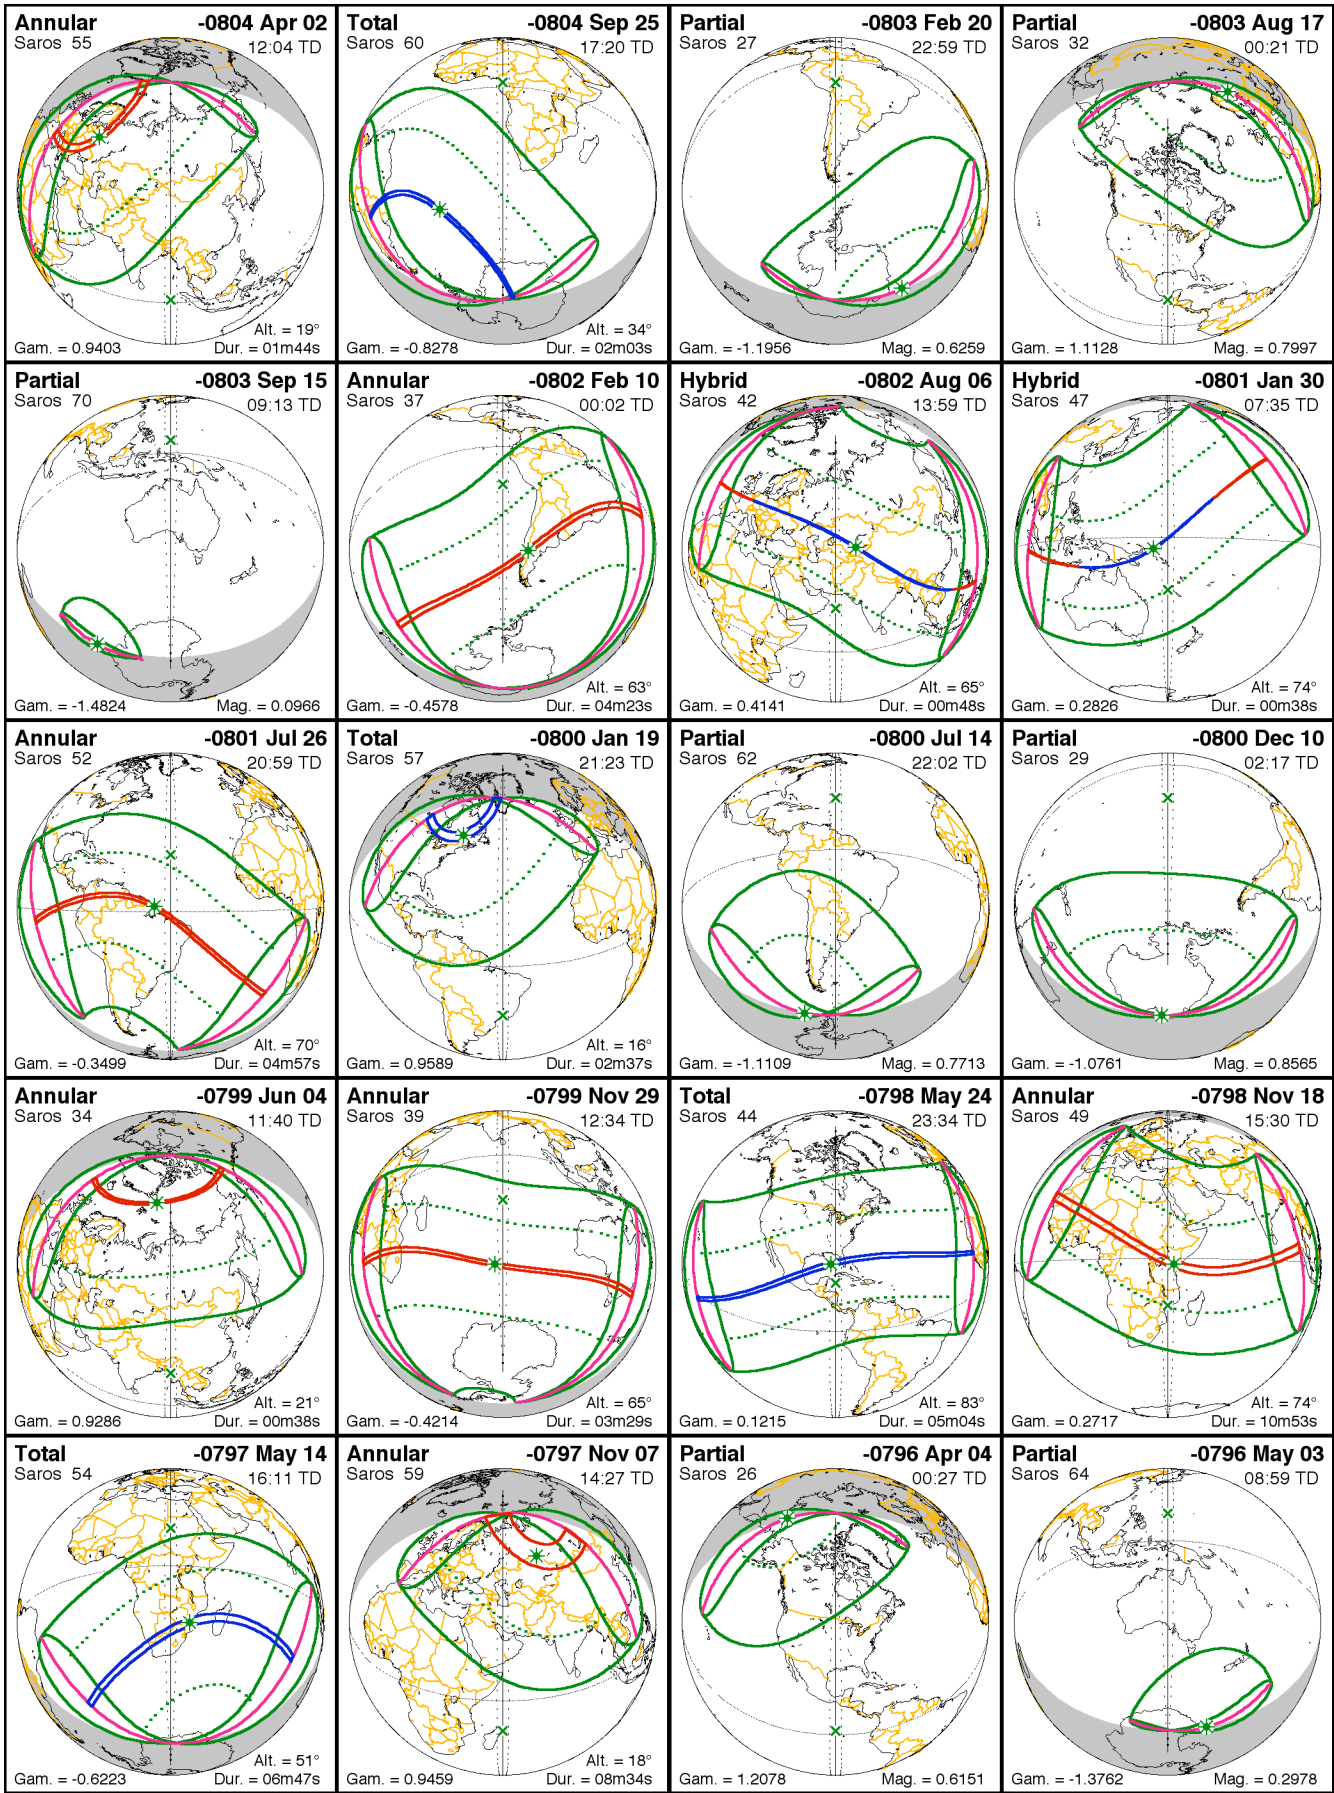 Annular -0804 Apr 02
Saros 55 12:04 TD
Alt. = 19°
Gam. = 0.9403 Dur. = 01m44s
Total -0804 Sep 25
Saros 60 17:20 TD
Alt. = 34°
Gam. = -0.8278 Dur. = 02m03s
Partial -0803 Feb 20
Saros 27 22:59 TD
Gam. = -1.1956 Mag. = 0.6259
Partial -0803 Aug 17
Saros 32 00:21 TD
Gam. = 1.1128 Mag. = 0.7997
Partial -0803 Sep 15
Saros 70 09:13 TD
Gam. = -1.4824 Mag. = 0.0966
Annular -0802 Feb 10
Saros 37 00:02 TD
Alt. = 63°
Gam. = -0.4578 Dur. = 04m23s
Hybrid -0802 Aug 06
Saros 42 13:59 TD
Alt. = 65°
Gam. = 0.4141 Dur. = 00m48s
Hybrid -0801 Jan 30
Saros 47 07:35 TD
Alt. = 74°
Gam. = 0.2826 Dur. = 00m38s
Annular -0801 Jul 26
Saros 52 20:59 TD
Alt. = 70°
Gam. = -0.3499 Dur. = 04m57s
Total -0800 Jan 19
Saros 57 21:23 TD
Alt. = 16°
Gam. = 0.9589 Dur. = 02m37s
Partial -0800 Jul 14
Saros 62 22:02 TD
Gam. = -1.1109 Mag. = 0.7713
Partial -0800 Dec 10
Saros 29 02:17 TD
Gam. = -1.0761 Mag. = 0.8565
Annular -0799 Jun 04
Saros 34 11:40 TD
Alt. = 21°
Gam. = 0.9286 Dur. = 00m38s
Annular -0799 Nov 29
Saros 39 12:34 TD
Alt. = 65°
Gam. = -0.4214 Dur. = 03m29s
Total -0798 May 24
Saros 44 23:34 TD
Alt. = 83°
Gam. = 0.1215 Dur. = 05m04s
Annular -0798 Nov 18
Saros 49 15:30 TD
Alt. = 74°
Gam. = 0.2717 Dur. = 10m53s
Total -0797 May 14
Saros 54 16:11 TD
Alt. = 51°
Gam. = -0.6223 Dur. = 06m47s
Annular -0797 Nov 07
Saros 59 14:27 TD
Alt. = 18°
Gam. = 0.9459 Dur. = 08m34s
Partial -0796 Apr 04
Saros 26 00:27 TD
Gam. = 1.2078 Mag. = 0.6151
Partial -0796 May 03
Saros 64 08:59 TD
Gam. = -1.3762 Mag. = 0.2978